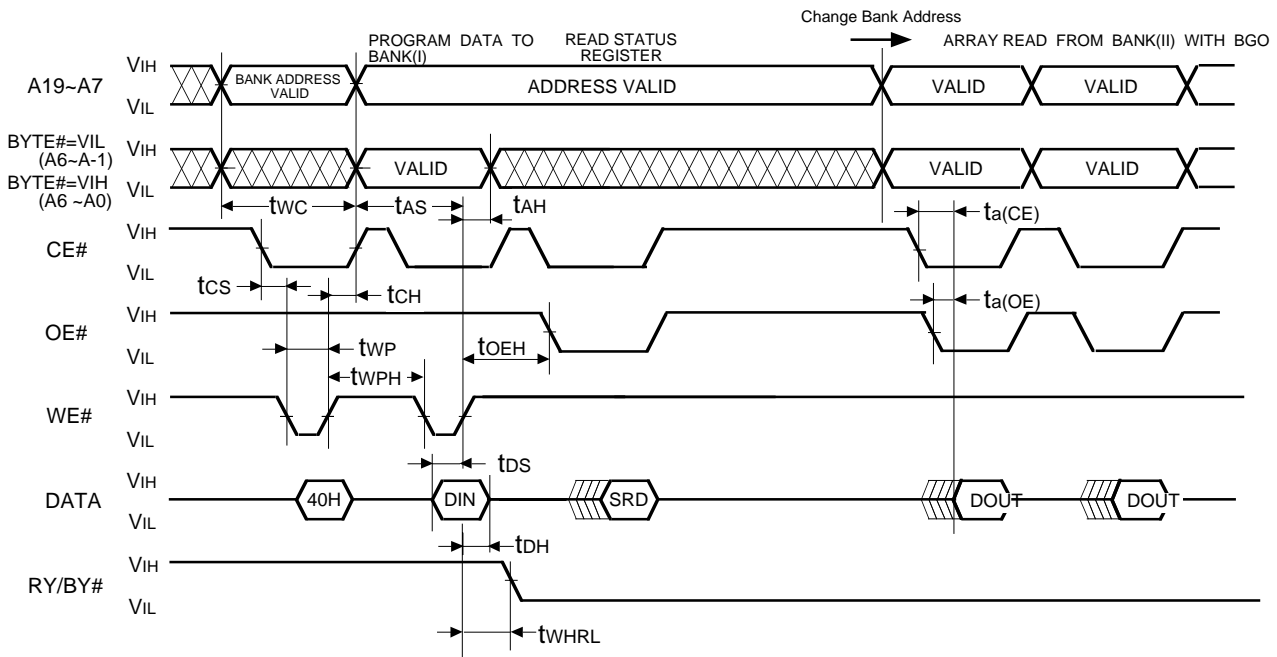 Change Bank Address
PROGRAM DATA TO BANK(I)
READ STATUS REGISTER
ARRAY READ FROM BANK(II) WITH BGO
A19~A7
VIH
VIL
BANK ADDRESS VALID
ADDRESS VALID
VALID
VALID
BYTE#=VIL
(A6~A-1)
BYTE#=VIH
(A6 ~A0)
VIH
VIL
VALID
VALID
VALID
tWC
tAS
tAH
ta(CE)
CE#
VIH
VIL
tCS
tCH
ta(OE)
OE#
VIH
VIL
tWP
tOEH
tWPH
WE#
VIH
VIL
tDS
DATA
VIH
VIL
40H
DIN
SRD
DOUT
DOUT
tDH
RY/BY#
VIH
VIL
tWHRL